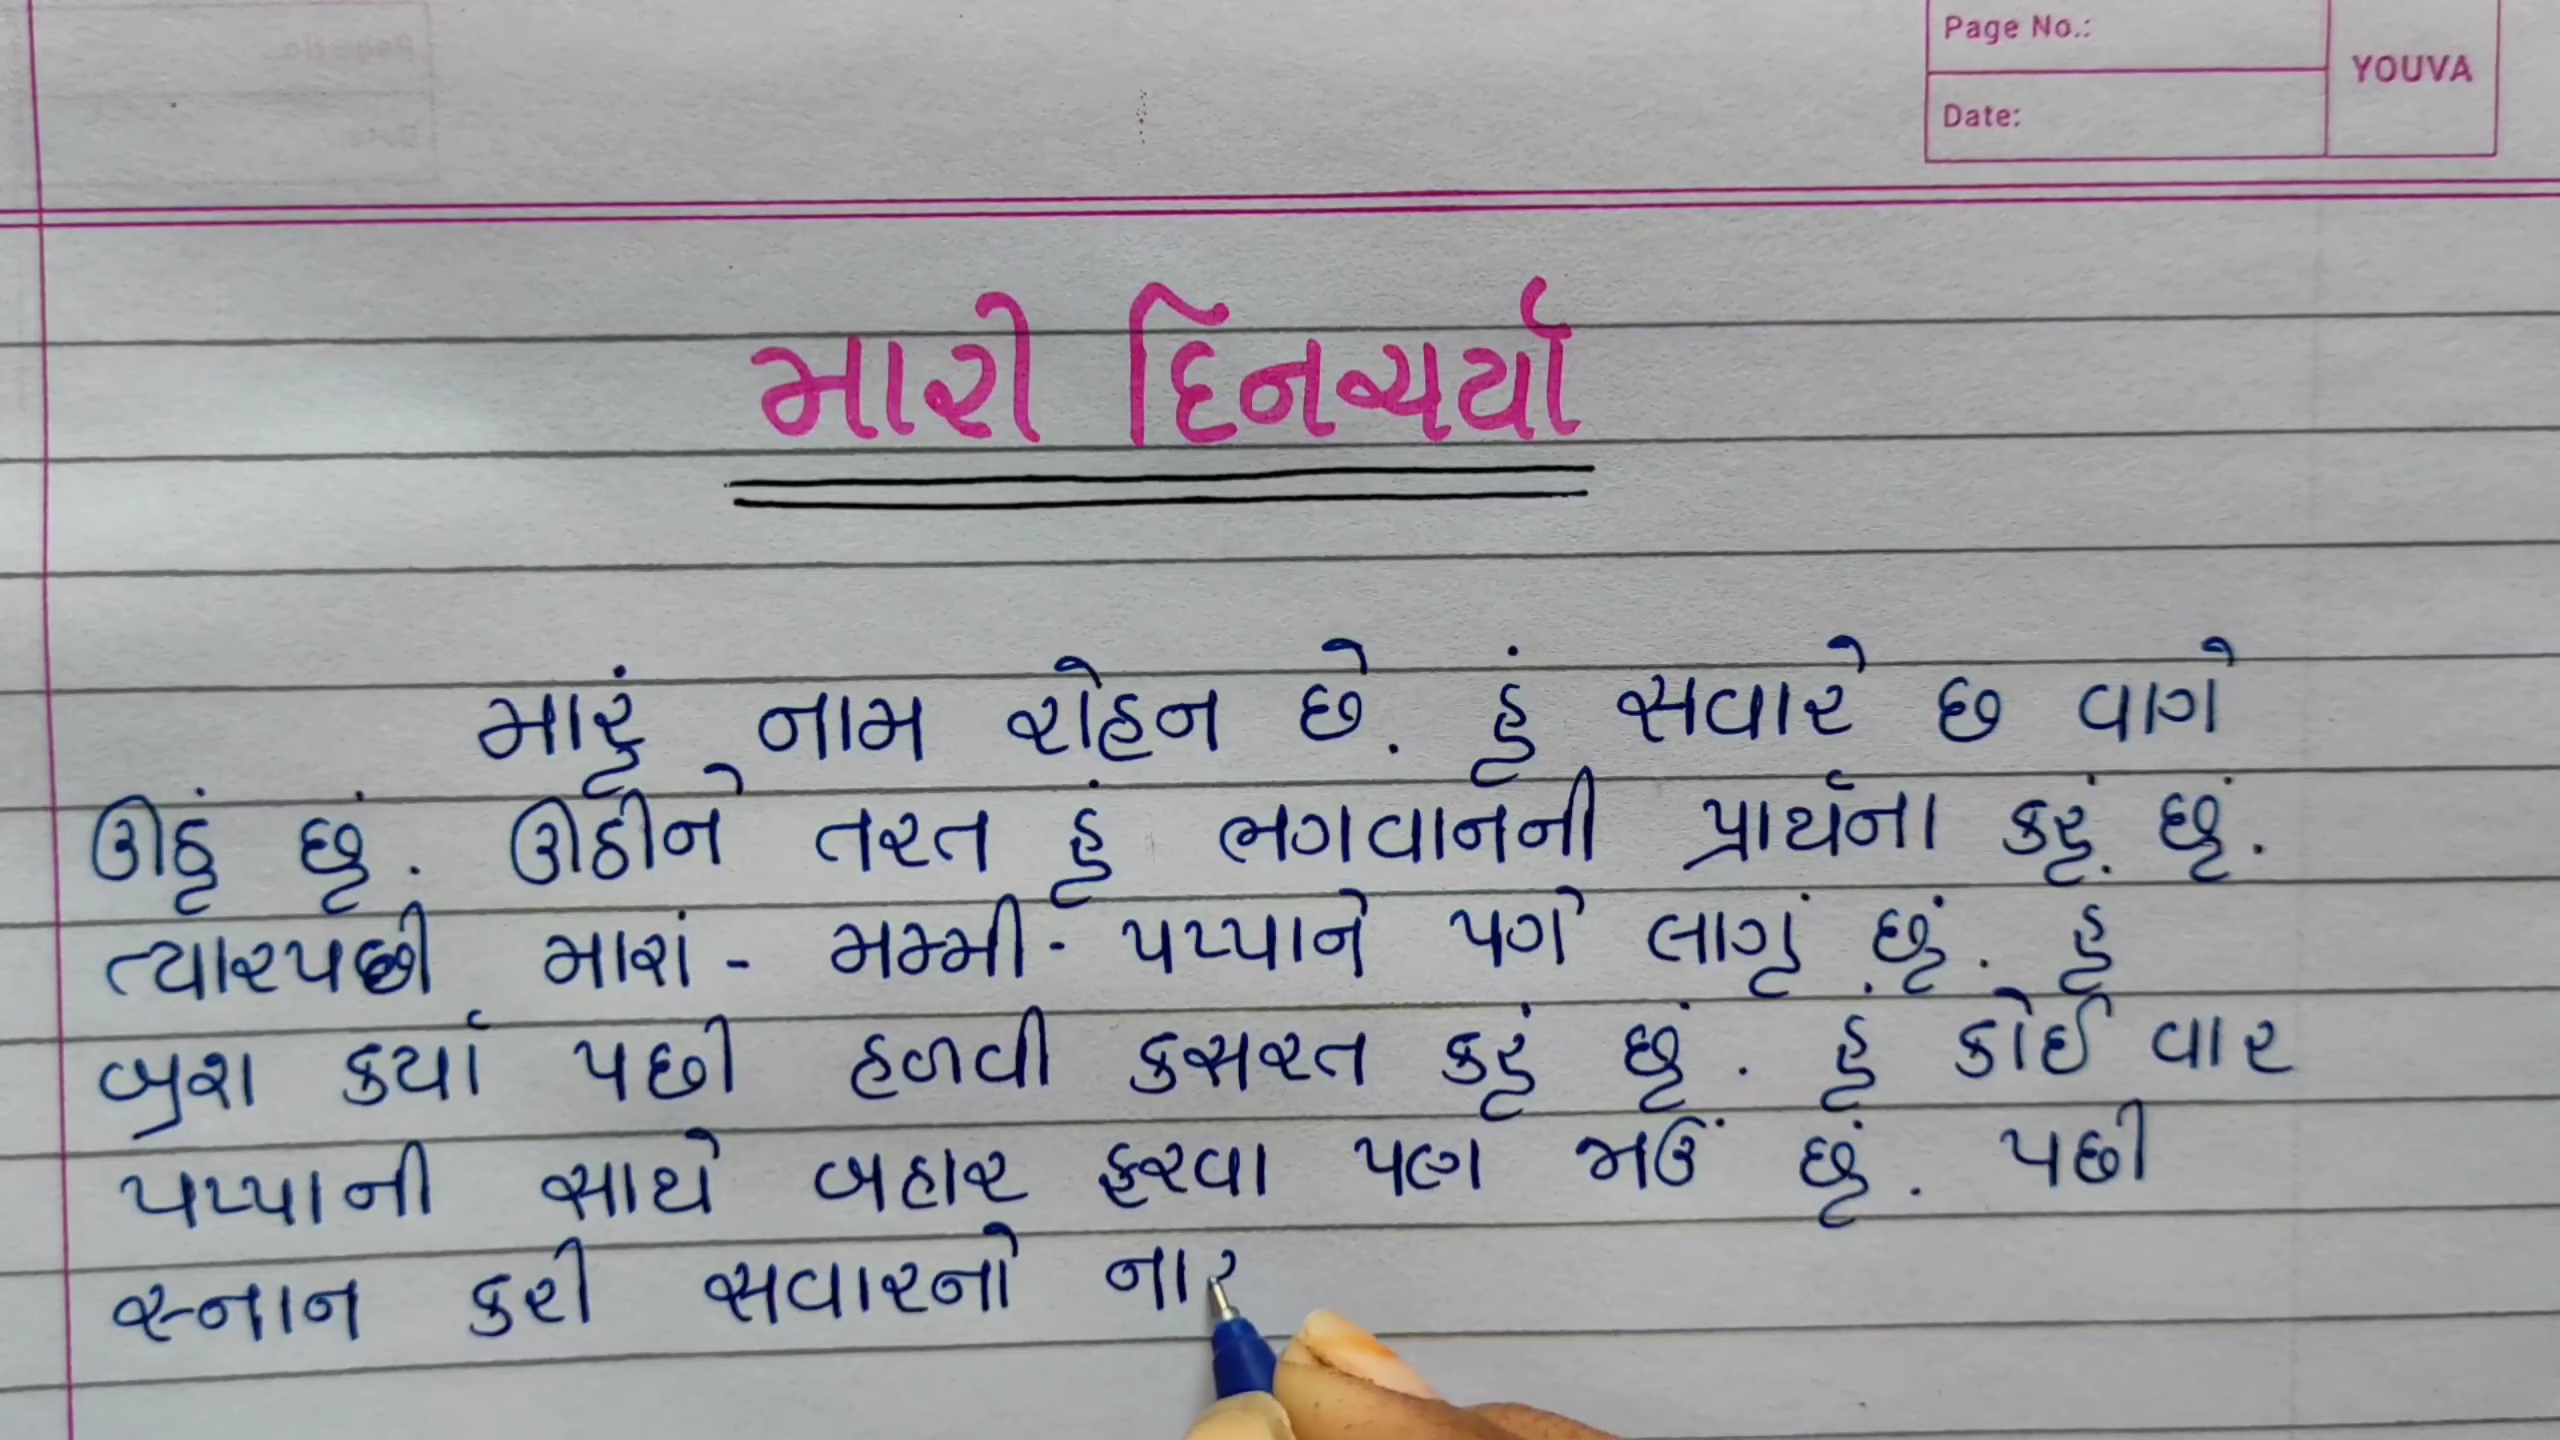 Page No.:
YOUVA
Date:
મારી દિનચર્યા
મારું નામ રોહન છે. હું સવારે છ વાગે
ઊઠું છું. ઊઠીને તરત હું ભગવાનની પ્રાર્થના કરું છું.
ત્યારપછી મારાં - મમ્મી - પપ્પાને પગે લાગું છું. હું
બ્રશ કર્યા પછી હળવી કસરત કરું છું. હું કોઈ વાર
પપ્પાની સાથે બહાર ફરવા પણ જઉં છું. પછી
સ્નાન કરી સવારનો નાર